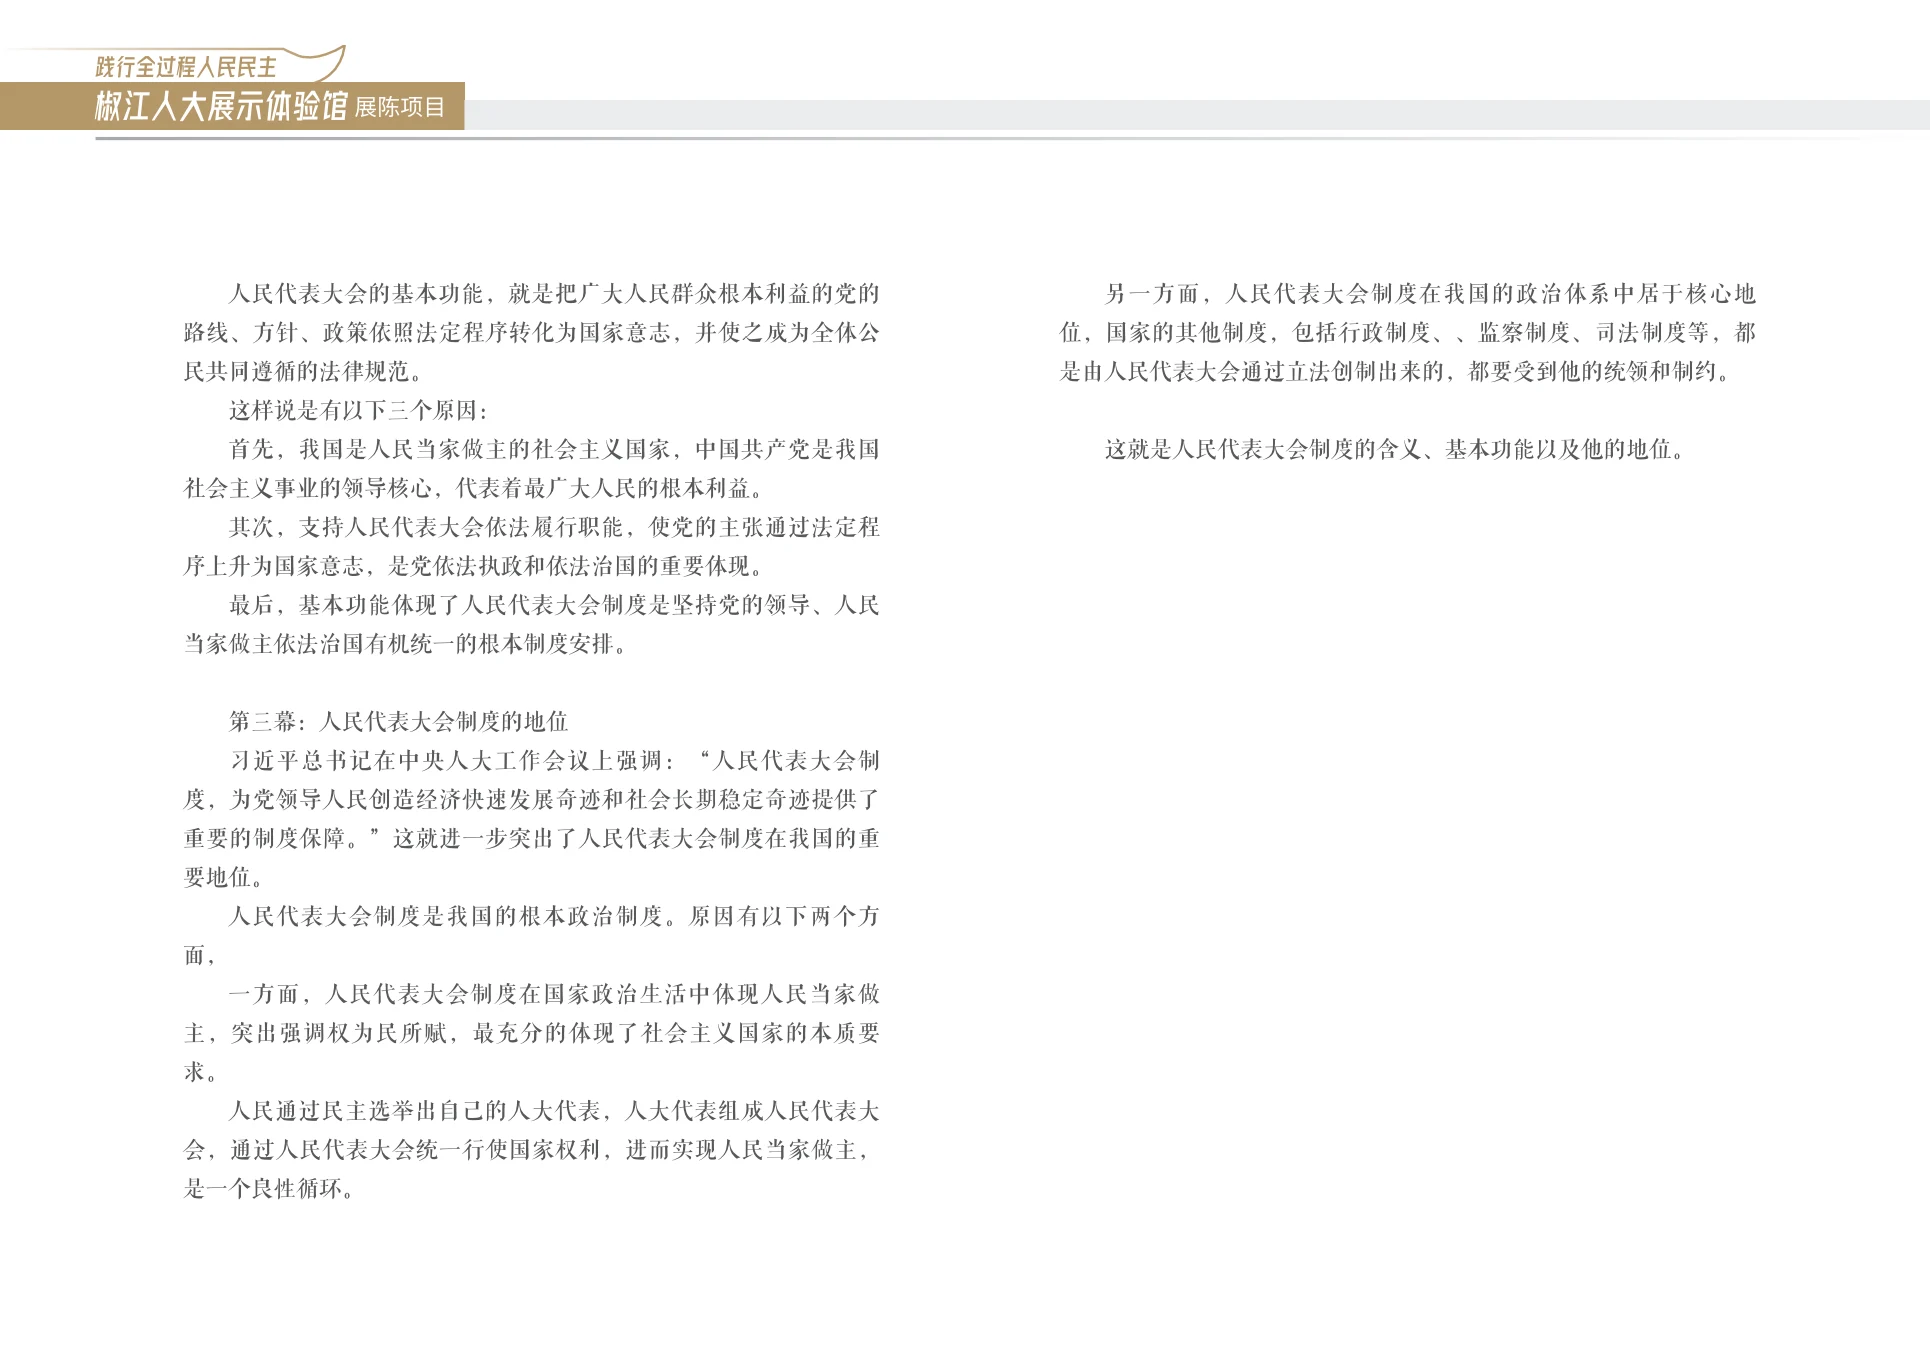 践行全过程人民民主
椒江人大展示体验馆 展陈项目
人民代表大会的基本功能，就是把广大人民群众根本利益的党的
路线、方针、政策依照法定程序转化为国家意志，并使之成为全体公
民共同遵循的法律规范。
这样说是有以下三个原因：
首先，我国是人民当家做主的社会主义国家，中国共产党是我国
社会主义事业的领导核心，代表着最广大人民的根本利益。
其次，支持人民代表大会依法履行职能，使党的主张通过法定程
序上升为国家意志，是党依法执政和依法治国的重要体现。
最后，基本功能体现了人民代表大会制度是坚持党的领导、人民
当家做主依法治国有机统一的根本制度安排。
第三幕：人民代表大会制度的地位
习近平总书记在中央人大工作会议上强调：“人民代表大会制
度，为党领导人民创造经济快速发展奇迹和社会长期稳定奇迹提供了
重要的制度保障。”这就进一步突出了人民代表大会制度在我国的重
要地位。
人民代表大会制度是我国的根本政治制度。原因有以下两个方
面，
一方面，人民代表大会制度在国家政治生活中体现人民当家做
主，突出强调权为民所赋，最充分的体现了社会主义国家的本质要
求。
人民通过民主选举出自己的人大代表，人大代表组成人民代表大
会，通过人民代表大会统一行使国家权利，进而实现人民当家做主，
是一个良性循环。
另一方面，人民代表大会制度在我国的政治体系中居于核心地
位，国家的其他制度，包括行政制度、、监察制度、司法制度等，都
是由人民代表大会通过立法创制出来的，都要受到他的统领和制约。
这就是人民代表大会制度的含义、基本功能以及他的地位。